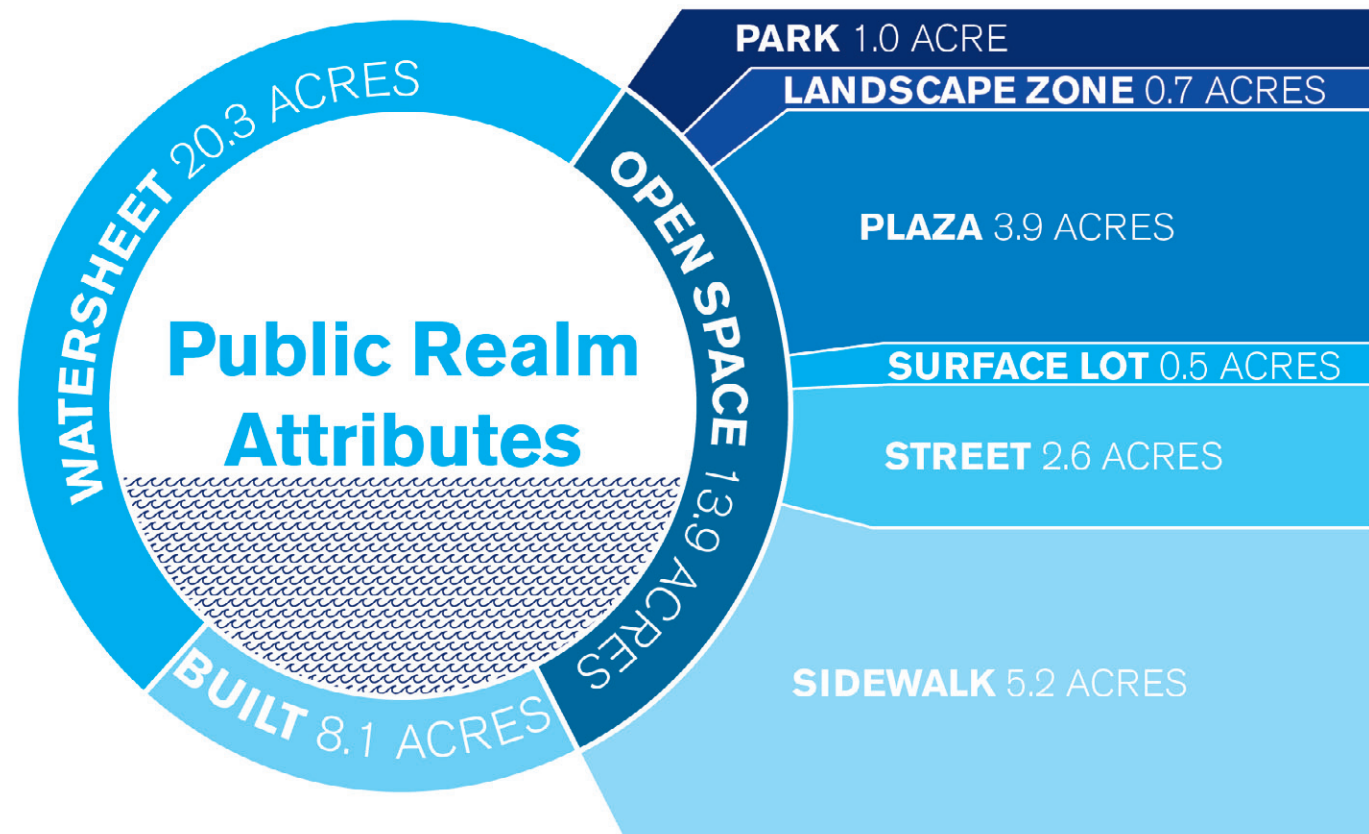 WATERSHEET 20.3 ACRES
Public Realm
Attributes
BUILT 8.1 ACRES
OPEN SPACE 13.9 ACRES
PARK 1.0 ACRE
LANDSCAPE ZONE 0.7 ACRES
PLAZA 3.9 ACRES
SURFACE LOT 0.5 ACRES
STREET 2.6 ACRES
SIDEWALK 5.2 ACRES